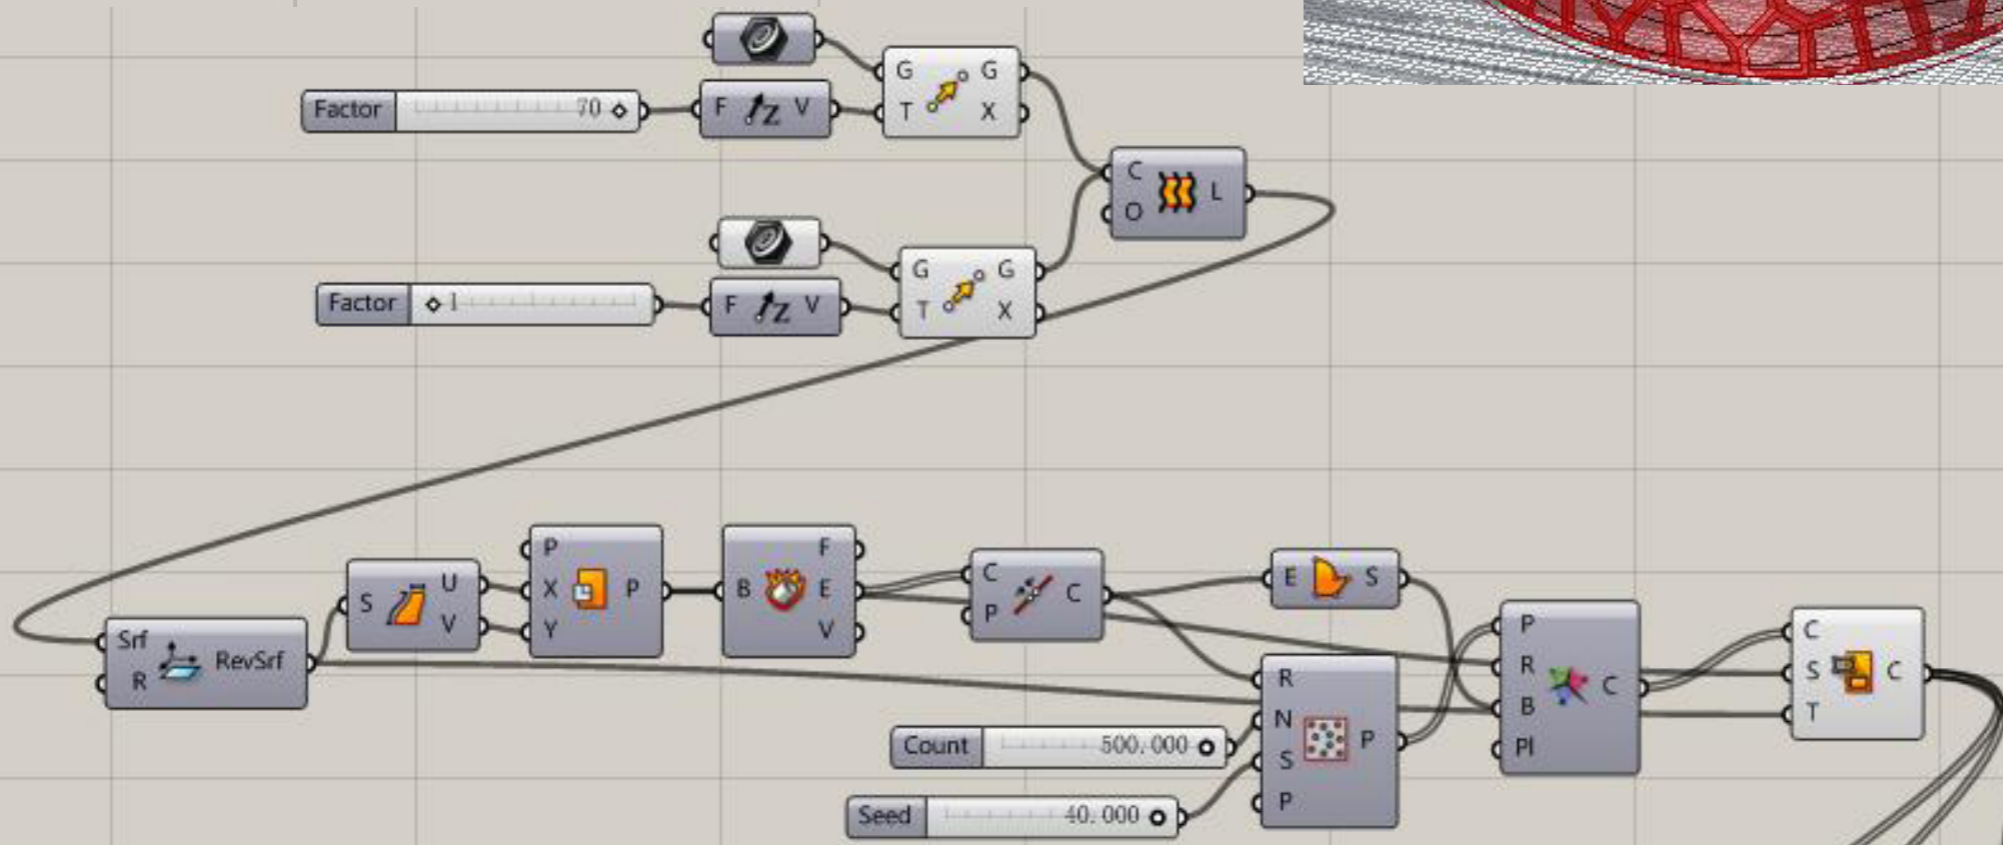 G G
Factor 70 F Z V T X
C
L
O
G G
Factor 1 F Z V T X
P F
U C E S
S X P B E C P
V P C
Srf Y V R C
RevSrf S C
R R B
N T
Count 500.000 P Pl
S
Seed 40.000 P